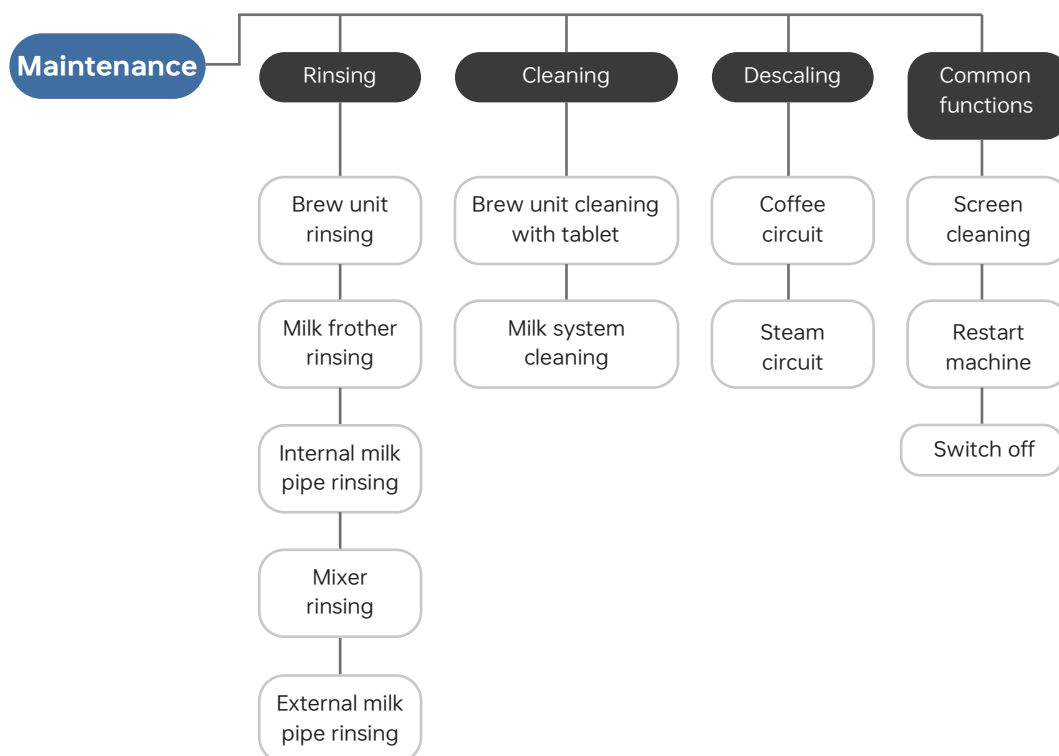 Maintenance
Rinsing
Cleaning
Descaling
Common
functions
Brew unit
rinsing
Brew unit cleaning
with tablet
Coffee
circuit
Screen
cleaning
Milk frother
rinsing
Milk system
cleaning
Steam
circuit
Restart
machine
Internal milk
pipe rinsing
Switch off
Mixer
rinsing
External milk
pipe rinsing